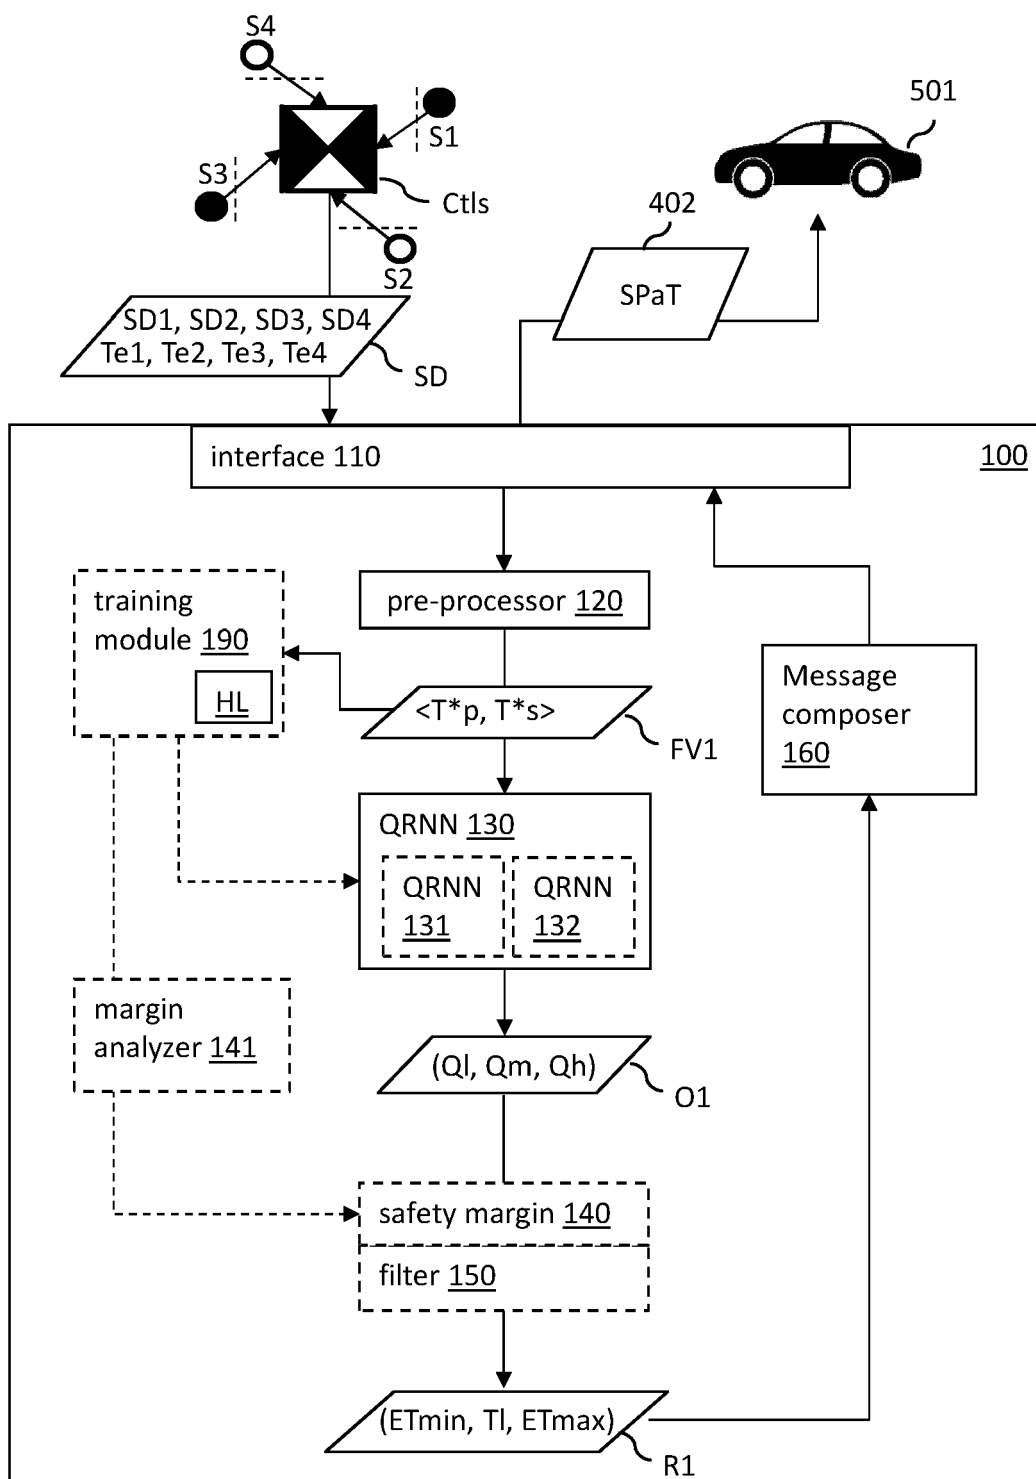 S4
S1
S3
Ctls
S2
501
402
SPaT
SD1, SD2, SD3, SD4
Te1, Te2, Te3, Te4
SD
interface 110
100
pre-processor 120
training
module 190
HL
<T*p, T*s>
FV1
Message
composer
160
QRNN 130
QRNN
131
QRNN
132
margin
analyzer 141
(Ql, Qm, Qh)
O1
safety margin 140
filter 150
(ETmin, Tl, ETmax)
R1